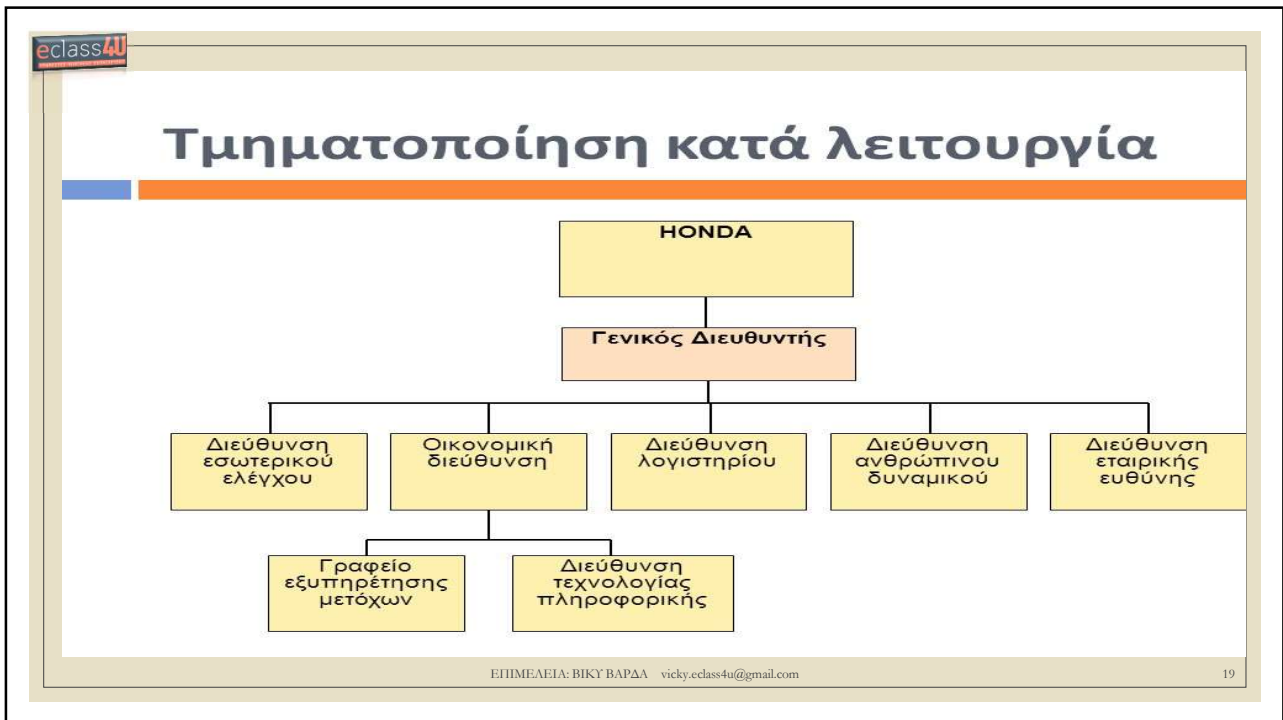 eclass4U
Τμηματοποίηση κατά λειτουργία
HONDA
Γενικός Διευθυντής
Διεύθυνση
εσωτερικού
ελέγχου
Οικονομική
διεύθυνση
Διεύθυνση
λογιστηρίου
Διεύθυνση
ανθρώπινου
δυναμικού
Διεύθυνση
εταιρικής
ευθύνης
Γραφείο
εξυπηρέτησης
μετόχων
Διεύθυνση
τεχνολογίας
πληροφορικής
ΕΠΙΜΕΛΕΙΑ: ΒΙΚΥ ΒΑΡΔΑ vicky.eclass4u@gmail.com
19